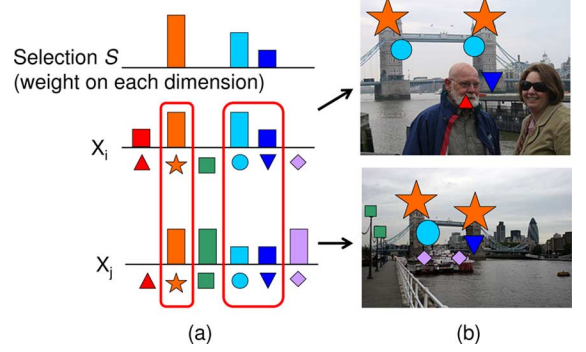 Selection S
(weight on each dimension)
Xi
Xj
(a)
(b)